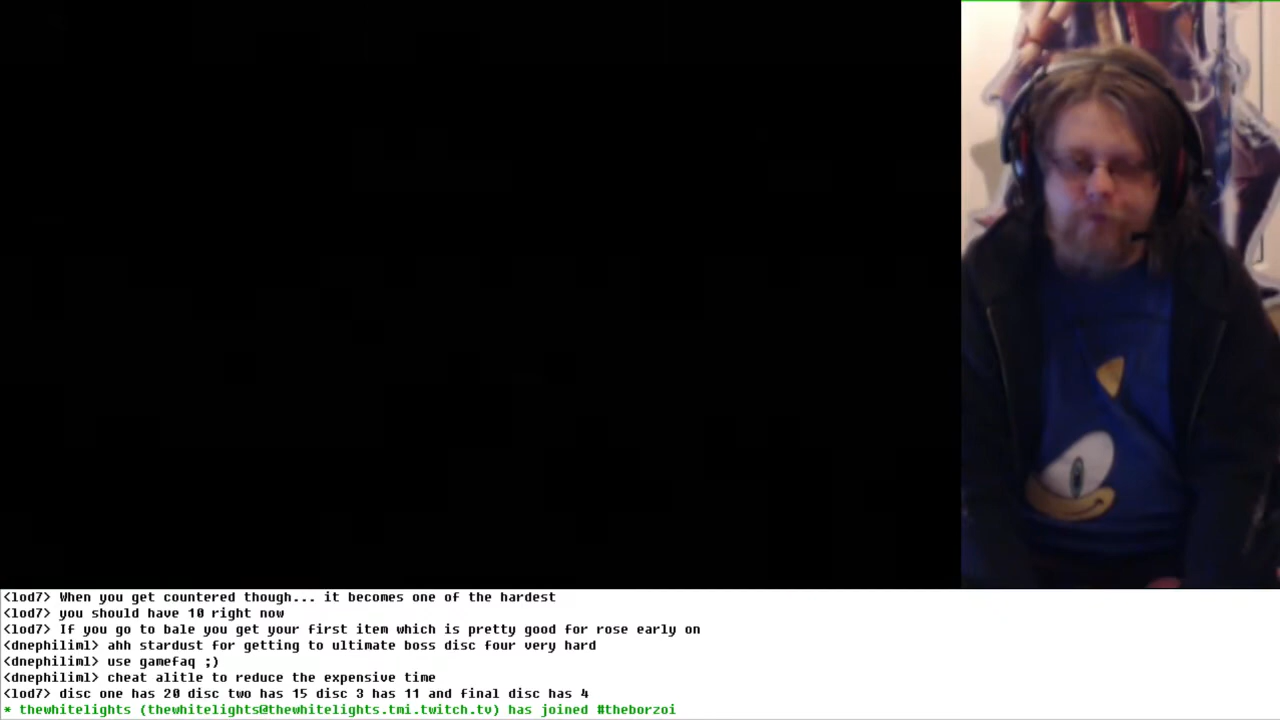 <lod7> When you get countered though... it becomes one of the hardest
<lod7> you should have 10 right now
<lod7> If you go to bale you get your first item which is pretty good for rose early on
<dnephiliml> ahh stardust for getting to ultimate boss disc four very hard
<dnephiliml> use gamefaq ;)
<dnephiliml> cheat alitle to reduce the expensive time
<lod7> disc one has 20 disc two has 15 disc 3 has 11 and final disc has 4
* thewhitelights (thewhitelights@thewhitelights.tmi.twitch.tv) has joined #theborzoi